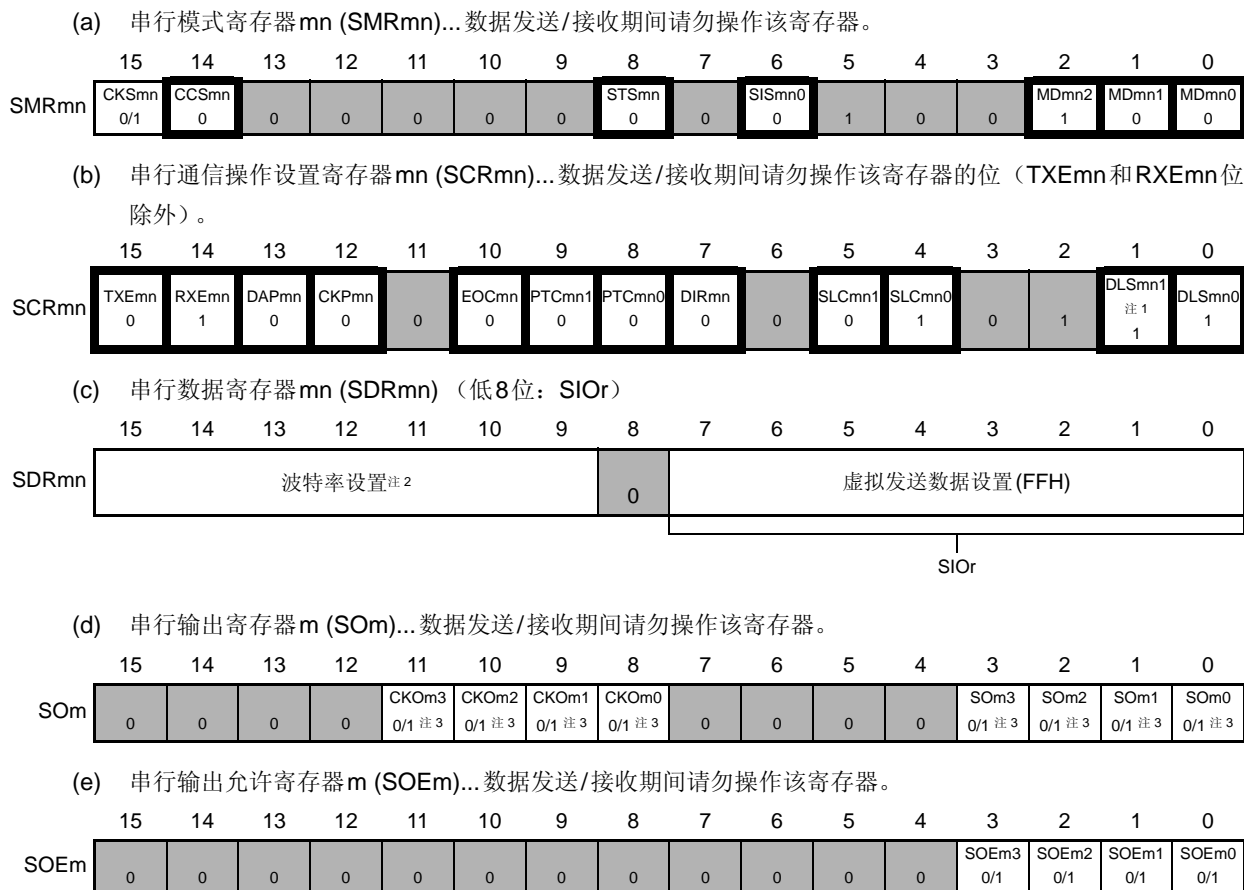 (a) 串行模式寄存器mn (SMRmn)...数据发送/接收期间请勿操作该寄存器。
15 14 13 12 11 10 9 8 7 6 5 4 3 2 1 0
SMRmn CKSmn 0/1 CCSmn 0 0 0 0 0 0 STSmn 0 0 SISmn0 0 1 0 0 MDmn2 1 MDmn1 0 MDmn0 0
(b) 串行通信操作设置寄存器mn (SCRmn)...数据发送/接收期间请勿操作该寄存器的位（TXEmn和RXEmn位
除外）。
15 14 13 12 11 10 9 8 7 6 5 4 3 2 1 0
SCRmn TXEmn 0 RXEmn 1 DAPmn 0 CKPmn 0 0 EOCmn 0 PTCmn1 0 PTCmn0 0 DIRmn 0 0 SLCmn1 0 SLCmn0 1 0 1 DLSmn1 注 1 1 DLSmn0 1
(c) 串行数据寄存器mn (SDRmn) （低8位：SIOr）
15 14 13 12 11 10 9 8 7 6 5 4 3 2 1 0
SDRmn 波特率设置注 2 0 虚拟发送数据设置(FFH)
SIOr
(d) 串行输出寄存器m (SOm)...数据发送/接收期间请勿操作该寄存器。
15 14 13 12 11 10 9 8 7 6 5 4 3 2 1 0
SOm 0 0 0 0 CKOm3 0/1 注 3 CKOm2 0/1 注 3 CKOm1 0/1 注 3 CKOm0 0/1 注 3 0 0 0 0 SOm3 0/1 注 3 SOm2 0/1 注 3 SOm1 0/1 注 3 SOm0 0/1 注 3
(e) 串行输出允许寄存器m (SOEm)...数据发送/接收期间请勿操作该寄存器。
15 14 13 12 11 10 9 8 7 6 5 4 3 2 1 0
SOEm 0 0 0 0 0 0 0 0 0 0 0 0 SOEm3 0/1 SOEm2 0/1 SOEm1 0/1 SOEm0 0/1